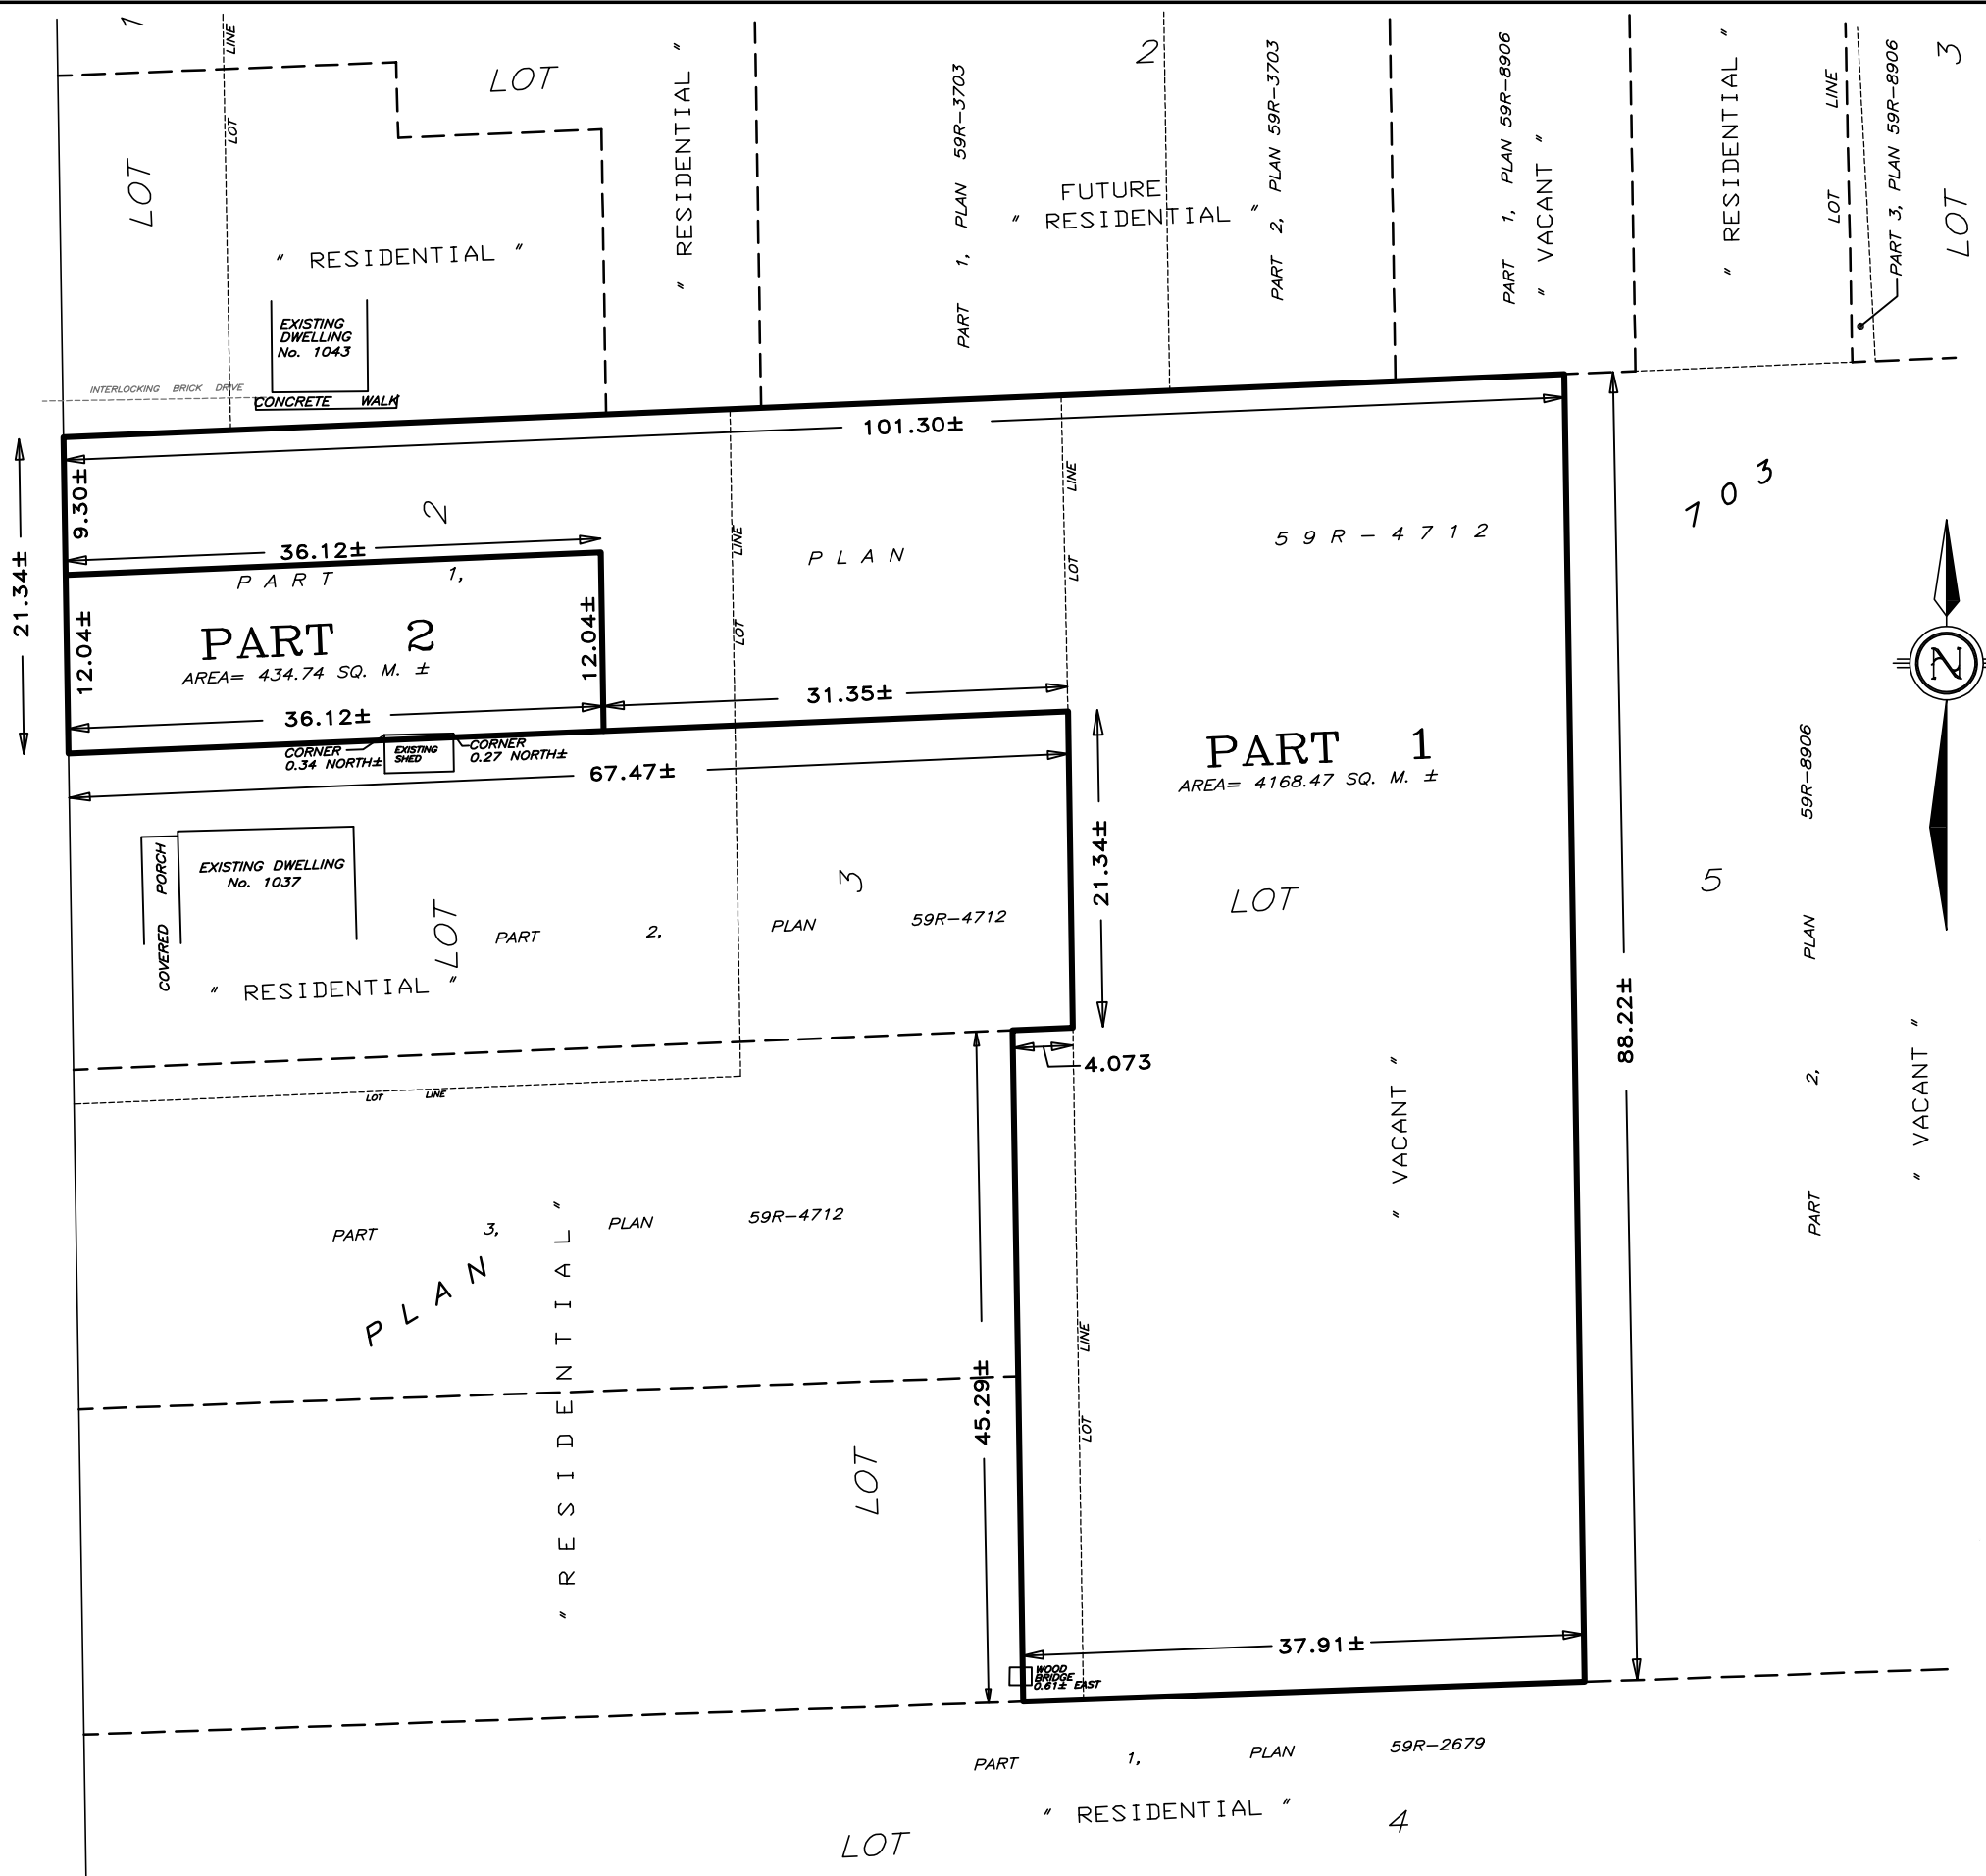 1
LOT
LINE
LOT
LOT
" RESIDENTIAL "
EXISTING
DWELLING
No. 1043
INTERLOCKING BRICK DRIVE
CONCRETE WALK
" RESIDENTIAL "
PART 1, PLAN 59R-3703
2
FUTURE
" RESIDENTIAL "
PART 2, PLAN 59R-3703
PART 1, PLAN 59R-8906
" VACANT "
" RESIDENTIAL "
LOT LINE
PART 3, PLAN 59R-8906
LOT 3
101.30±
9.30±
21.34±
36.12±
2
PART 1,
PLAN
59R-4712
LOT LINE
LOT LINE
703
12.04±
PART 2
AREA= 434.74 SQ. M. ±
12.04±
36.12±
31.35±
CORNER
0.34 NORTH±
EXISTING
SHED
CORNER
0.27 NORTH±
67.47±
PART 1
AREA= 4168.47 SQ. M. ±
N
COVERED PORCH
EXISTING DWELLING
No. 1037
" RESIDENTIAL "
LOT
3
PART 2, PLAN 59R-4712
21.34±
LOT
5
PART 2, PLAN 59R-8906
" VACANT "
88.22±
4.073
" VACANT "
LOT LINE
PART 3, PLAN 59R-4712
PLAN
" RESIDENTIAL "
45.29±
LOT LINE
LOT
37.91±
WOOD
BRIDGE
0.61± EAST
PART 1, PLAN 59R-2679
" RESIDENTIAL "
LOT 4